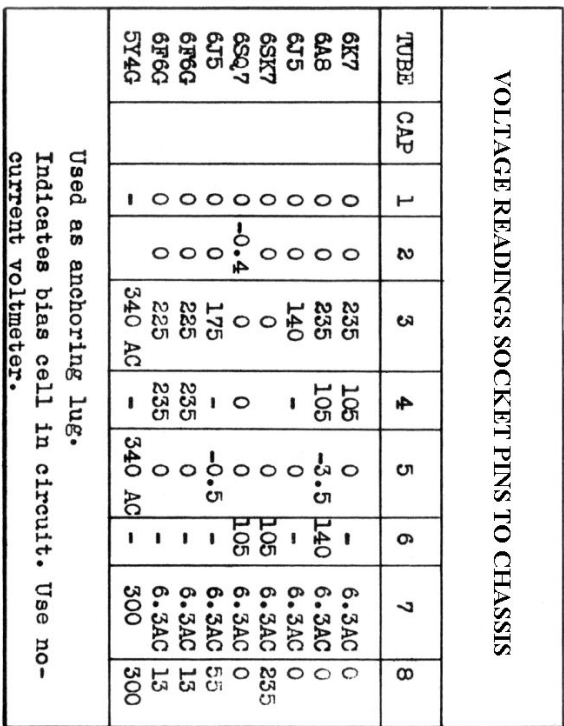 VOLTAGE READINGS SOCKET PINS TO CHASSIS
TUBE CAP 1 2 3 4 5 6 7 8
6K7 0 0 235 105 0 - 6.3AC 0
6A8 0 0 235 105 -3.5 140 6.3AC 0
6J5 0 0 140 - 0 - 6.3AC 0
6SK7 0 0 0 0 105 6.3AC 235
6SQ7 0 -0.4 0 0 0 105 6.3AC 0
6J5 0 0 175 - -0.5 - 6.3AC 55
6F6G 0 0 225 235 0 - 6.3AC 13
6F6G 0 0 225 235 0 - 6.3AC 13
5Y4G - 340 AC - 340 AC - 300 300
Used as anchoring lug.
Indicates bias cell in circuit. Use no-
current voltmeter.